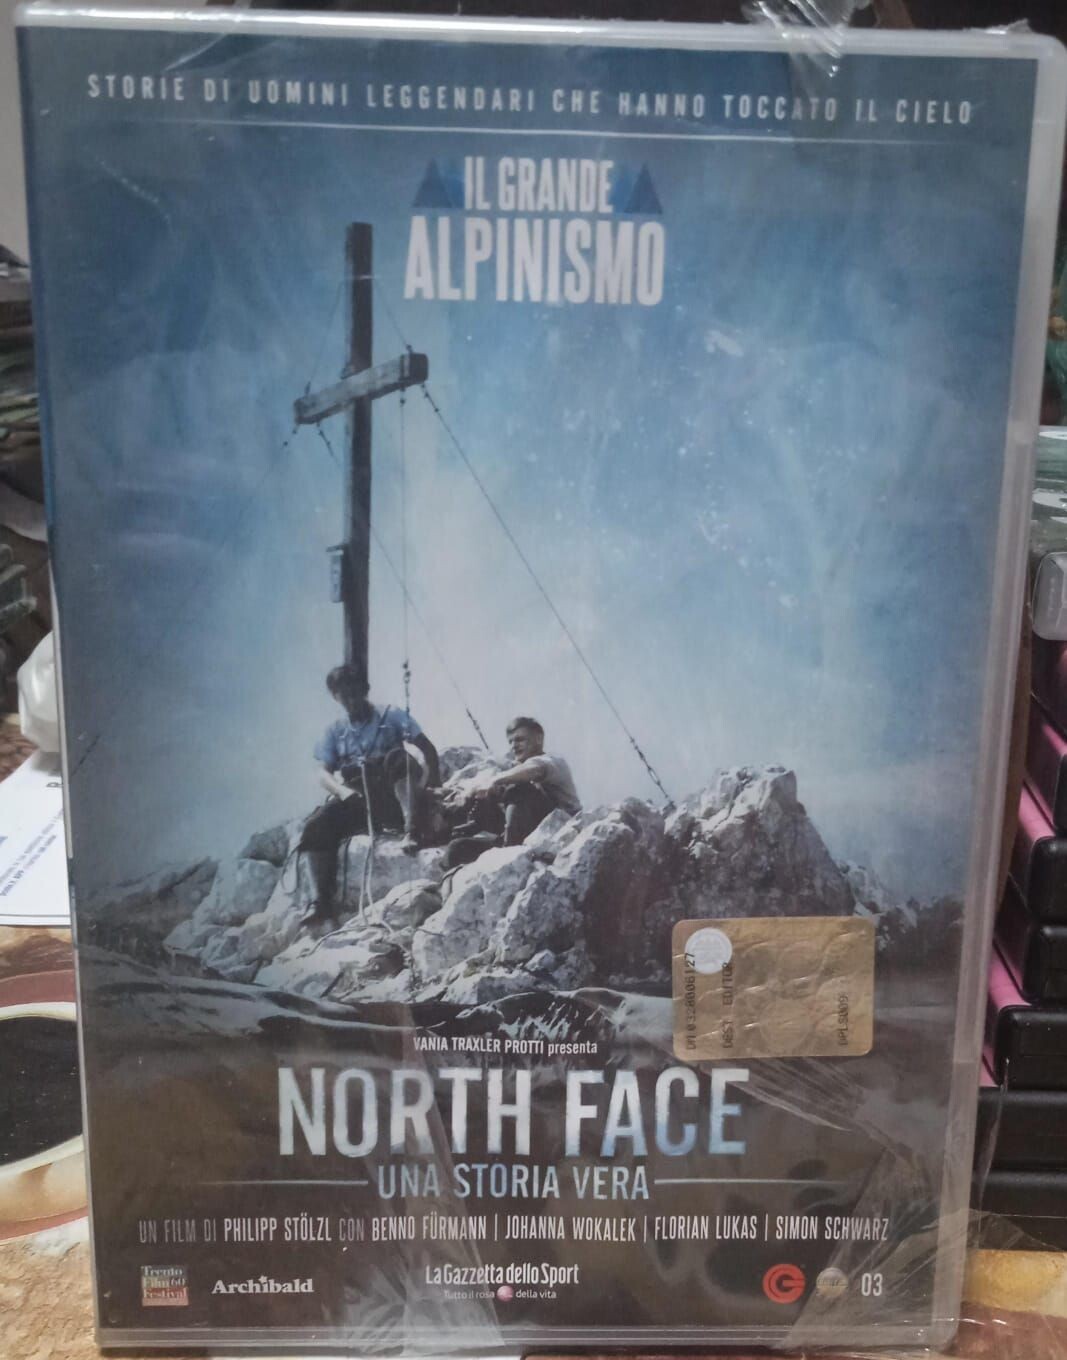 STORIE DI UOMINI LEGGENDARI CHE HANNO TOCCATO IL CIELO
IL GRANDE
ALPINISMO
VANIA TRAXLER PROTTI presenta
NORTH FACE
UNA STORIA VERA
UN FILM DI PHILIPP STÖLZL CON BENNO FÜRMANN | JOHANNA WOKALEK | FLORIAN LUKAS | SIMON SCHWARZ
Trento
Film 60
Festival
Archibald
La Gazzetta dello Sport
Tutto il rosa della vita
03